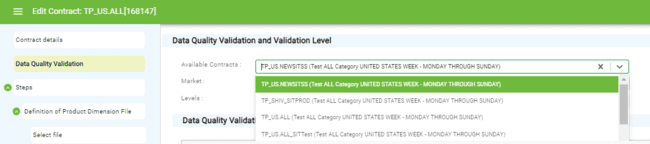 Edit Contract: TP_US.ALL[168147]
Contract details
Data Quality Validation
Steps
Definition of Product Dimension File
Select file
Data Quality Validation and Validation Level
Available Contracts :
TP_US.NEWSITSS (Test ALL Category UNITED STATES WEEK - MONDAY THROUGH SUNDAY)
Market :
Levels :
TP_US.NEWSITSS (Test ALL Category UNITED STATES WEEK - MONDAY THROUGH SUNDAY)
TP_SHIV_SITPROD (Test ALL Category UNITED STATES WEEK - MONDAY THROUGH SUNDAY)
TP_US.ALL (Test ALL Category UNITED STATES WEEK - MONDAY THROUGH SUNDAY)
TP_US.ALL_SITTest (Test ALL Category UNITED STATES WEEK - MONDAY THROUGH SUNDAY)
Data Quality Validat